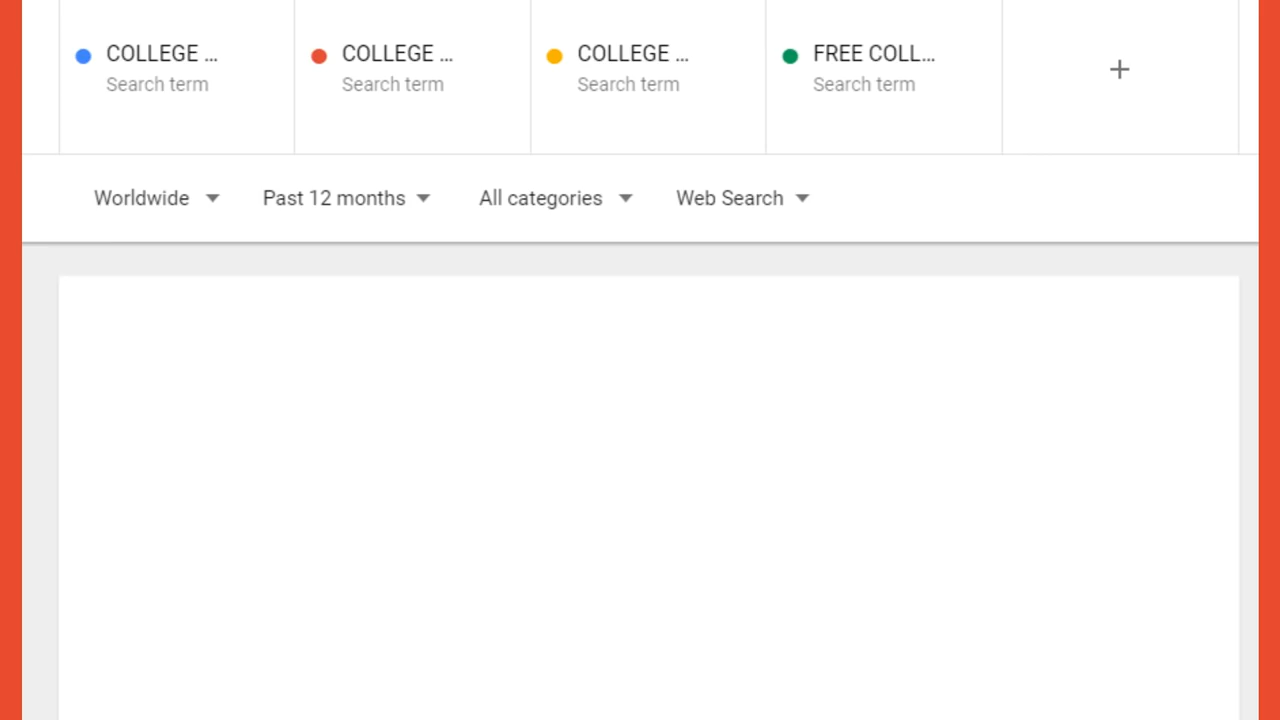 COLLEGE ... COLLEGE ... COLLEGE ... FREE COLL...
Search term Search term Search term Search term
Worldwide Past 12 months All categories Web Search